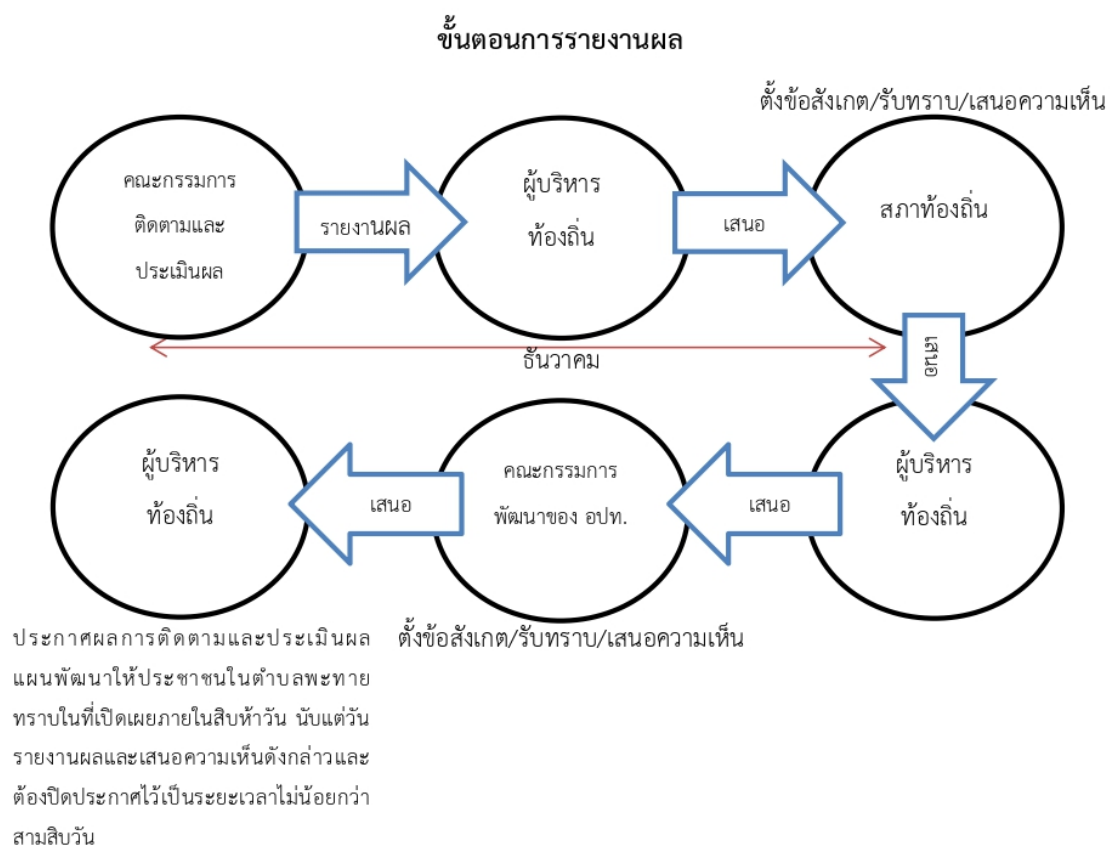 ขั้นตอนการรายงานผล
ตั้งข้อสังเกต/รับทราบ/เสนอความเห็น
คณะกรรมการ
ติดตามและ
ประเมินผล
รายงานผล
ผู้บริหาร
ท้องถิ่น
เสนอ
สภาท้องถิ่น
ธันวาคม
เสนอ
ผู้บริหาร
ท้องถิ่น
เสนอ
คณะกรรมการ
พัฒนาของ อปท.
เสนอ
ผู้บริหาร
ท้องถิ่น
ตั้งข้อสังเกต/รับทราบ/เสนอความเห็น
ประกาศผลการติดตามและประเมินผล
แผนพัฒนาให้ประชาชนในตำบลพะทาย
ทราบในที่เปิดเผยภายในสิบห้าวัน นับแต่วัน
รายงานผลและเสนอความเห็นดังกล่าวและ
ต้องปิดประกาศไว้เป็นระยะเวลาไม่น้อยกว่า
สามสิบวัน